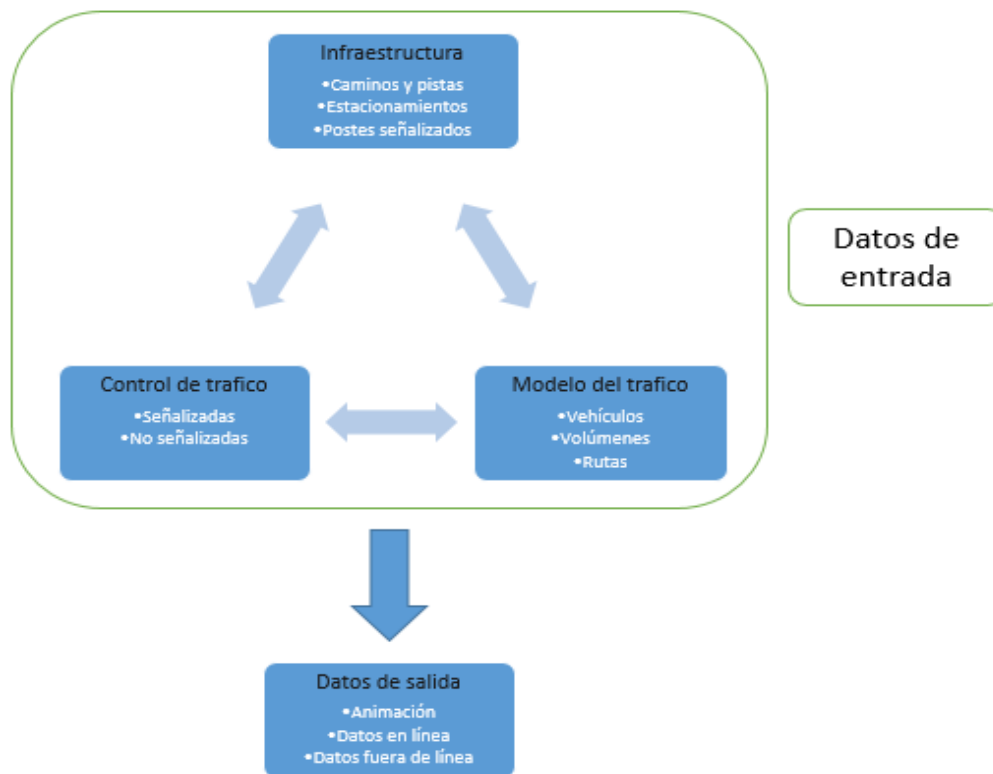 Infraestructura
•Caminos y pistas
•Estacionamientos
•Postes señalizados
Datos de
entrada
Control de trafico
•Señalizadas
•No señalizadas
Modelo del trafico
•Vehículos
•Volúmenes
•Rutas
Datos de salida
•Animación
•Datos en línea
•Datos fuera de línea